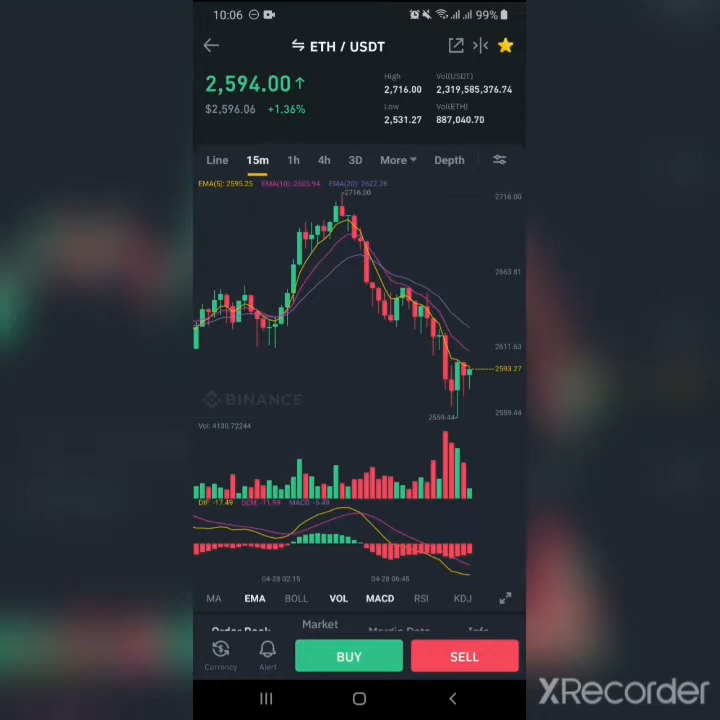 10:06 99%
ETH / USDT
2,594.00
$2,596.06 +1.36%
High
2,716.00
Low
2,531.27
Vol(USDT)
2,319,585,376.74
Vol(ETH)
887,040.70
Line 15m 1h 4h 3D More Depth
EMA(5): 2595.25 EMA(10): 2603.94 EMA(20): 2622.28
2716.00
2716.00
2663.81
2611.63
2593.27
2559.44
2559.44
BINANCE
Vol: 4130.72244
DIF: -17.49 DEM: -11.99 MACD: -5.49
04-28 02:15 04-28 06:45
MA EMA BOLL VOL MACD RSI KDJ
Order Book Market Margin Data Info
Currency Alert BUY SELL
XRecorder